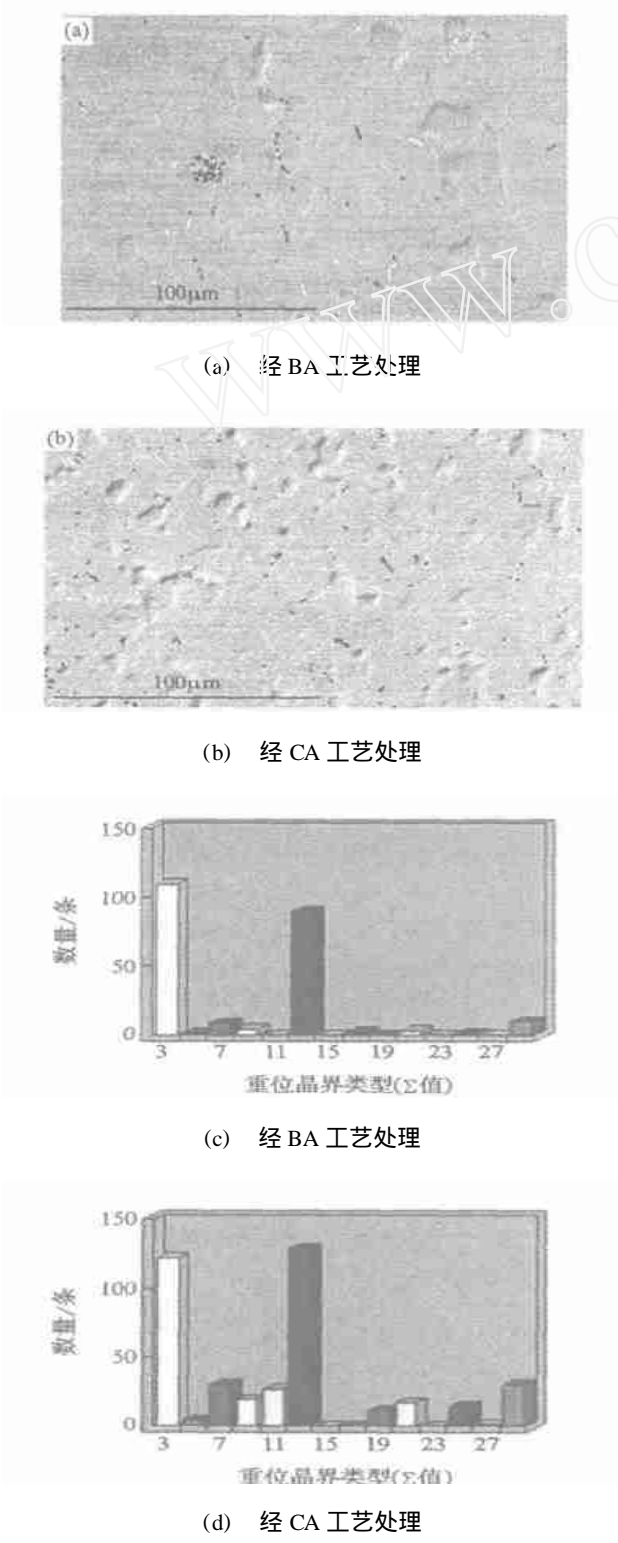 (a)
100μm
www.c
(a) 经 BA 工艺处理
(b)
100μm
(b) 经 CA 工艺处理
150
100
50
0
数量/条
3 7 11 15 19 23 27
重位晶界类型(Σ值)
(c) 经 BA 工艺处理
150
100
50
0
数量/条
3 7 11 15 19 23 27
重位晶界类型(Σ值)
(d) 经 CA 工艺处理